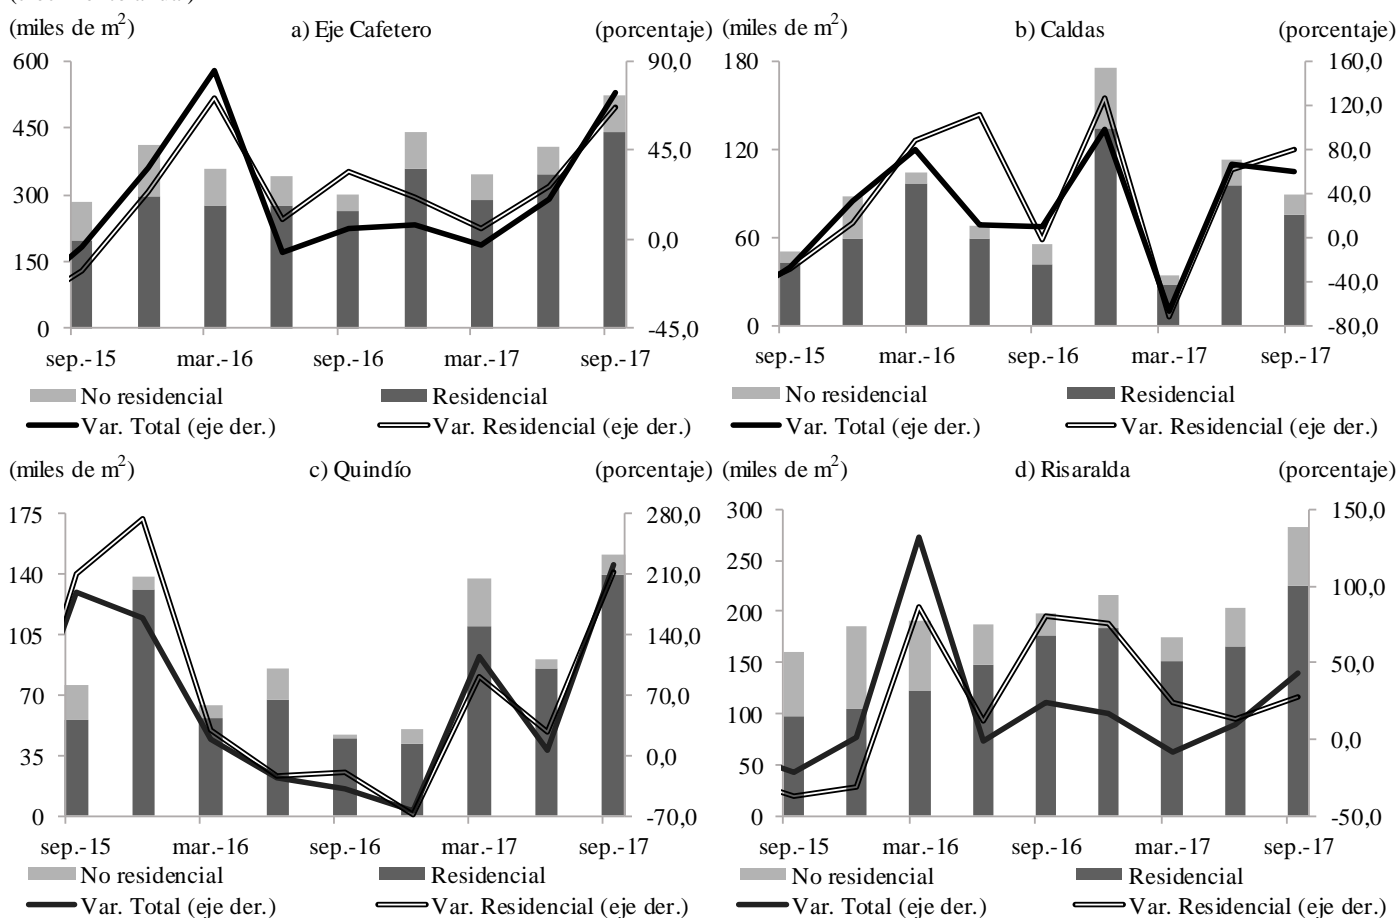 (miles de m2) a) Eje Cafetero (porcentaje)
600 90,0
450 45,0
300 0,0
150
0 -45,0
sep.-15 mar.-16 sep.-16 mar.-17 sep.-17
No residencial Residencial
Var. Total (eje der.) Var. Residencial (eje der.)
(miles de m2) b) Caldas (porcentaje)
180 160,0
120,0
120 80,0
40,0
60 0,0
-40,0
0 -80,0
sep.-15 mar.-16 sep.-16 mar.-17 sep.-17
No residencial Residencial
Var. Total (eje der.) Var. Residencial (eje der.)
(miles de m2) c) Quindío (porcentaje)
175 280,0
140 210,0
105 140,0
70 70,0
35 0,0
0 -70,0
sep.-15 mar.-16 sep.-16 mar.-17 sep.-17
No residencial Residencial
Var. Total (eje der.) Var. Residencial (eje der.)
(miles de m2) d) Risaralda (porcentaje)
300 150,0
250
200 100,0
150 50,0
100 0,0
50
0 -50,0
sep.-15 mar.-16 sep.-16 mar.-17 sep.-17
No residencial Residencial
Var. Total (eje der.) Var. Residencial (eje der.)